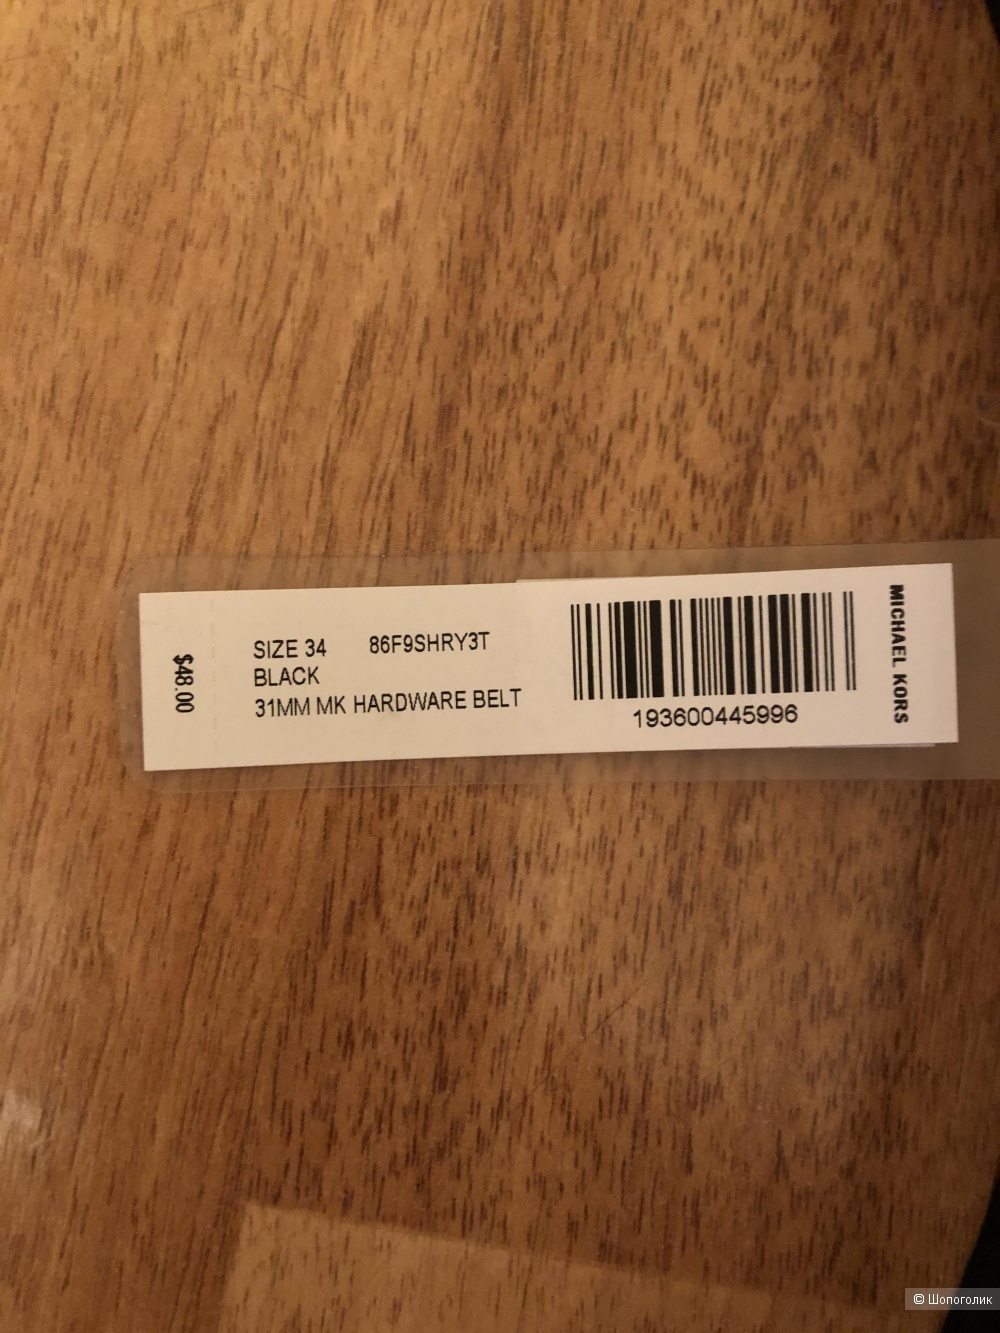 $48.00
SIZE 34 86F9SHRY3T
BLACK
31MM MK HARDWARE BELT
193600445996
MICHAEL KORS
© Шопоголик